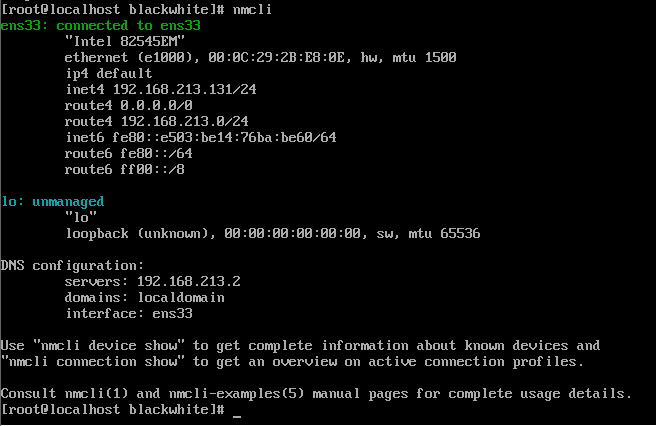 [root@localhost blackwhite]# nmcli
ens33: connected to ens33
"Intel 82545EM"
ethernet (e1000), 00:0C:29:2B:E8:0E, hw, mtu 1500
ip4 default
inet4 192.168.213.131/24
route4 0.0.0.0/0
route4 192.168.213.0/24
inet6 fe80::e503:be14:76ba:be60/64
route6 fe80::/64
route6 ff00::/8
lo: unmanaged
"lo"
loopback (unknown), 00:00:00:00:00:00, sw, mtu 65536
DNS configuration:
servers: 192.168.213.2
domains: localdomain
interface: ens33
Use "nmcli device show" to get complete information about known devices and
"nmcli connection show" to get an overview on active connection profiles.
Consult nmcli(1) and nmcli-examples(5) manual pages for complete usage details.
[root@localhost blackwhite]# _